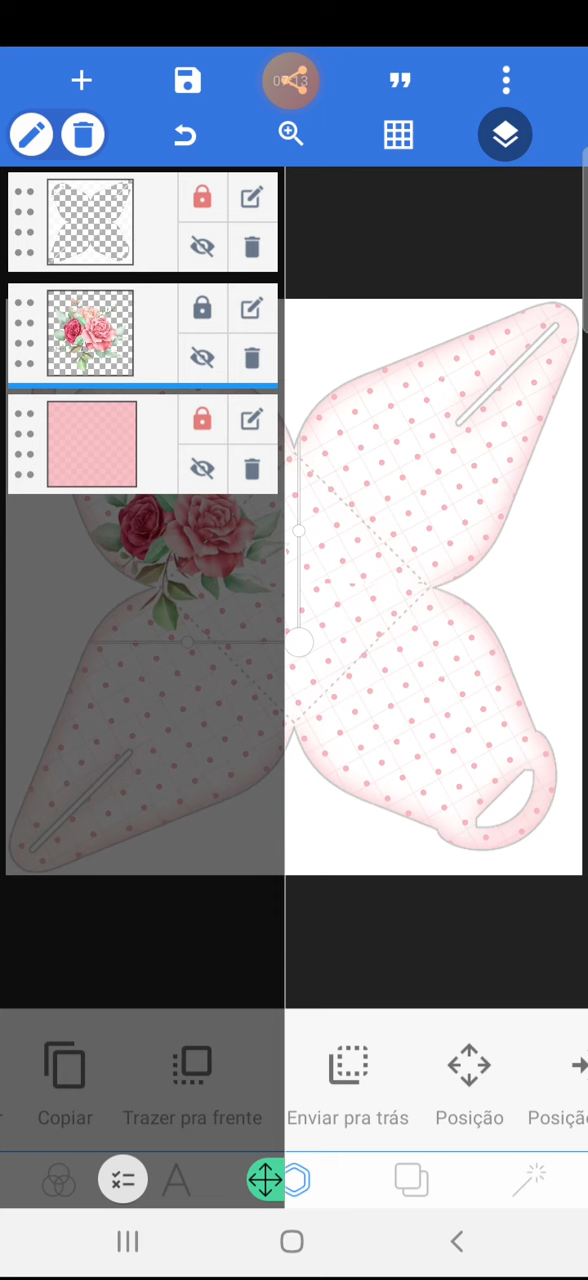 Copiar
Trazer pra frente
Enviar pra trás
Posição
Posiçã